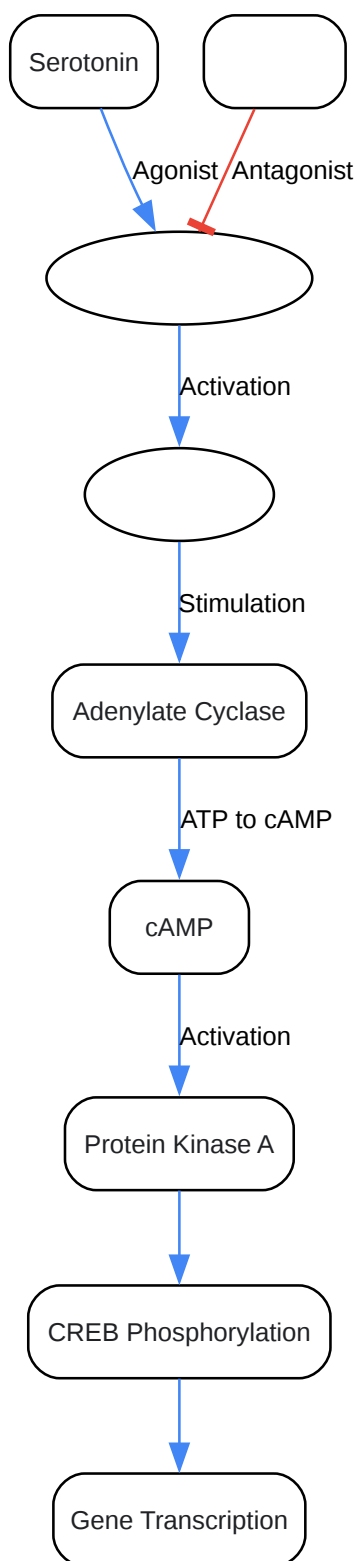 Serotonin
Agonist
Antagonist
Activation
Stimulation
Adenylate Cyclase
ATP to cAMP
cAMP
Activation
Protein Kinase A
CREB Phosphorylation
Gene Transcription